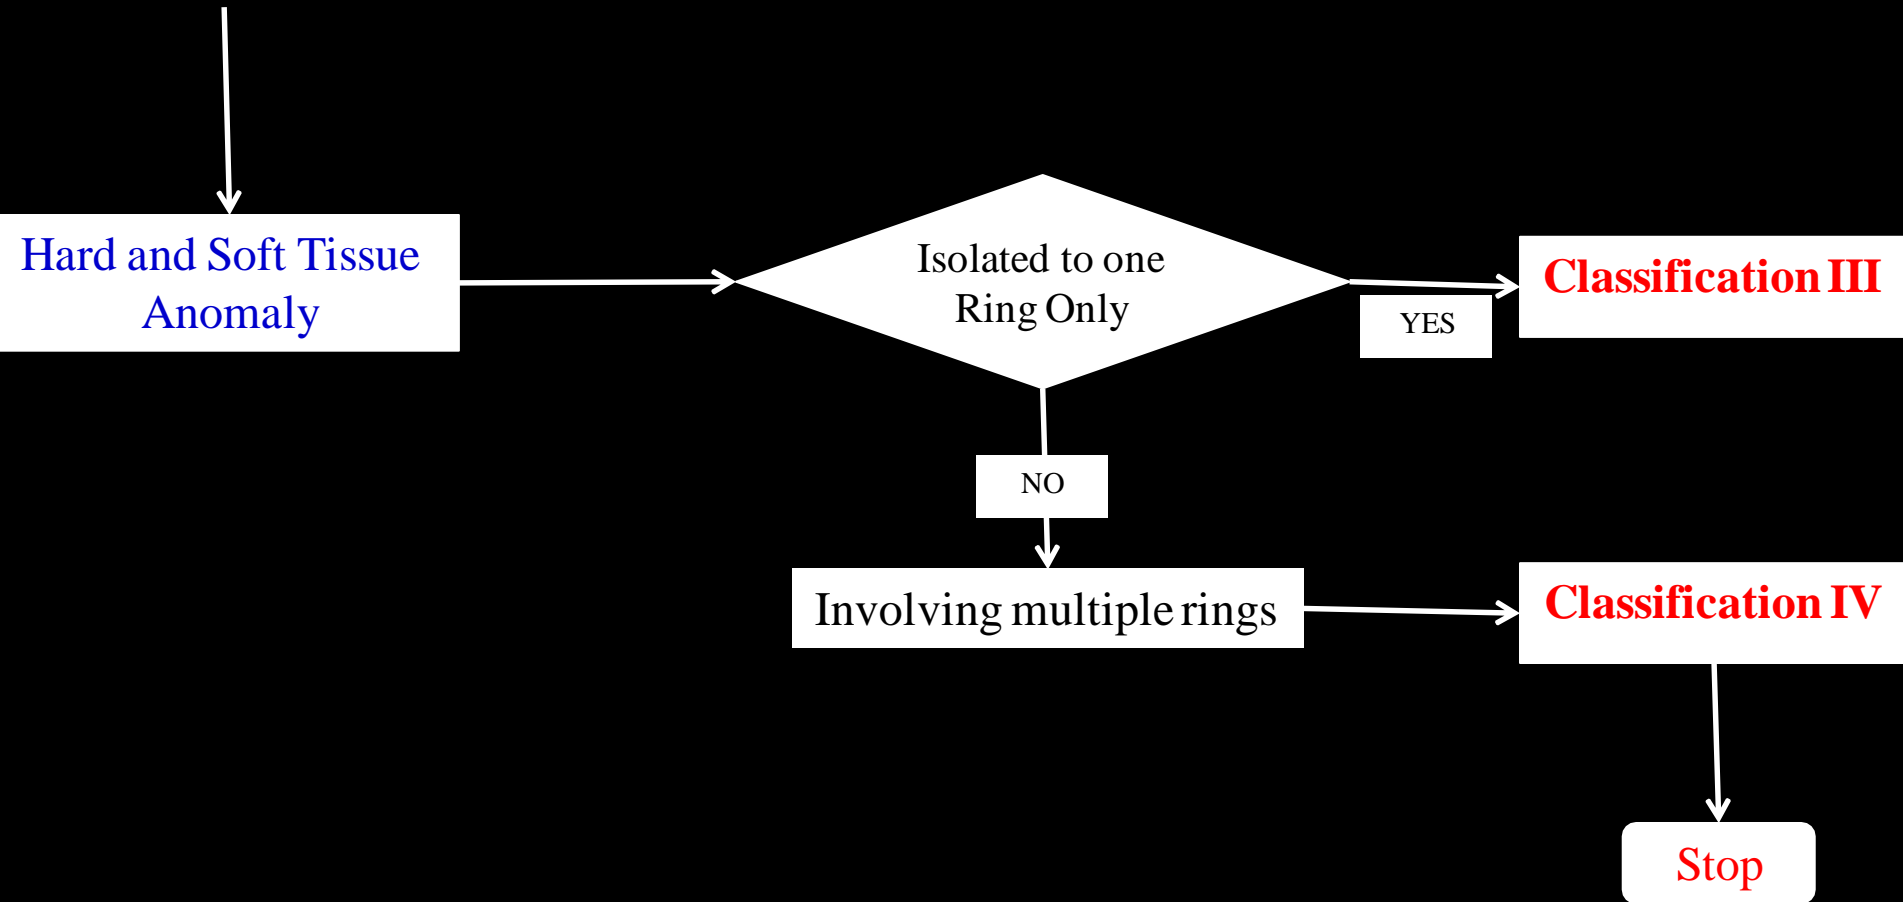 Hard and Soft Tissue
Anomaly
Isolated to one
Ring Only
YES
Classification III
NO
Involving multiple rings
Classification IV
Stop